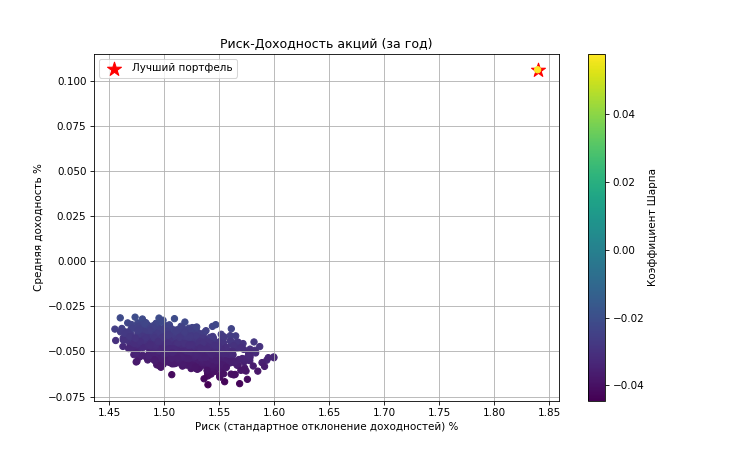 Риск-Доходность акций (за год)
Лучший портфель
Средняя доходность %
0.100
0.075
0.050
0.025
0.000
−0.025
−0.050
−0.075
1.45 1.50 1.55 1.60 1.65 1.70 1.75 1.80 1.85
Риск (стандартное отклонение доходностей) %
0.04
0.02
0.00
−0.02
−0.04
Коэффициент Шарпа